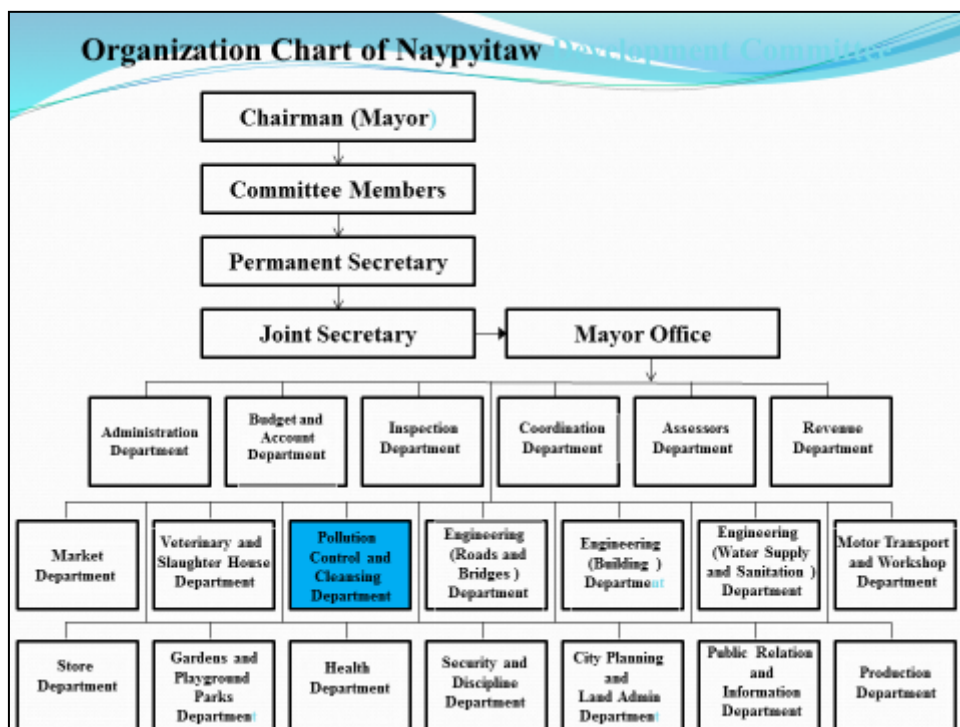 Organization Chart of Naypyitaw Development Committee
Chairman (Mayor)
Committee Members
Permanent Secretary
Joint Secretary
Mayor Office
Administration
Department
Budget and
Account
Department
Inspection
Department
Coordination
Department
Assessors
Department
Revenue
Department
Market
Department
Veterinary and
Slaughter House
Department
Pollution
Control and
Cleansing
Department
Engineering
(Roads and
Bridges )
Department
Engineering
(Building )
Department
Engineering
(Water Supply
and Sanitation )
Department
Motor Transport
and Workshop
Department
Store
Department
Gardens and
Playground
Parks
Department
Health
Department
Security and
Discipline
Department
City Planning
and
Land Admin
Department
Public Relation
and
Information
Department
Production
Department